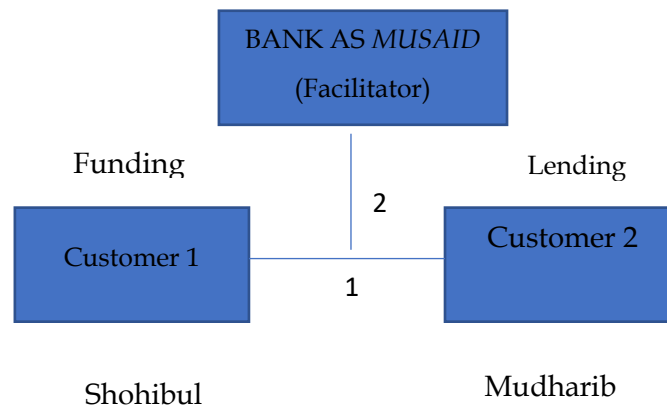 BANK AS MUSAID
(Facilitator)
Funding
Lending
2
Customer 1
Customer 2
1
Shohibul
Mudharib